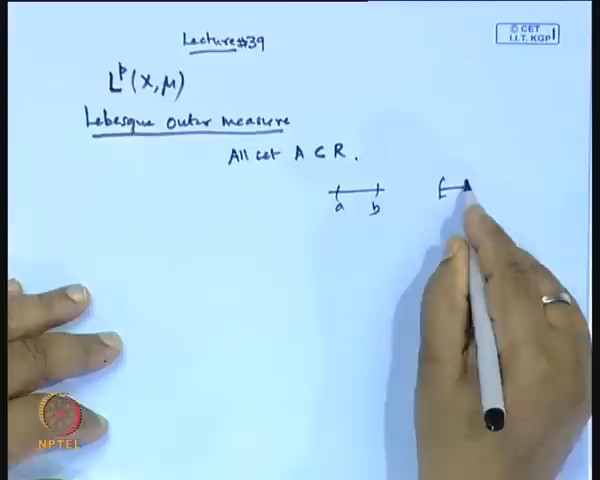 Lecture#39
© CET
I.I.T. KGP
L^p (X, μ)
Lebesgue outer measure
All set A ⊂ R.
a b
NPTEL